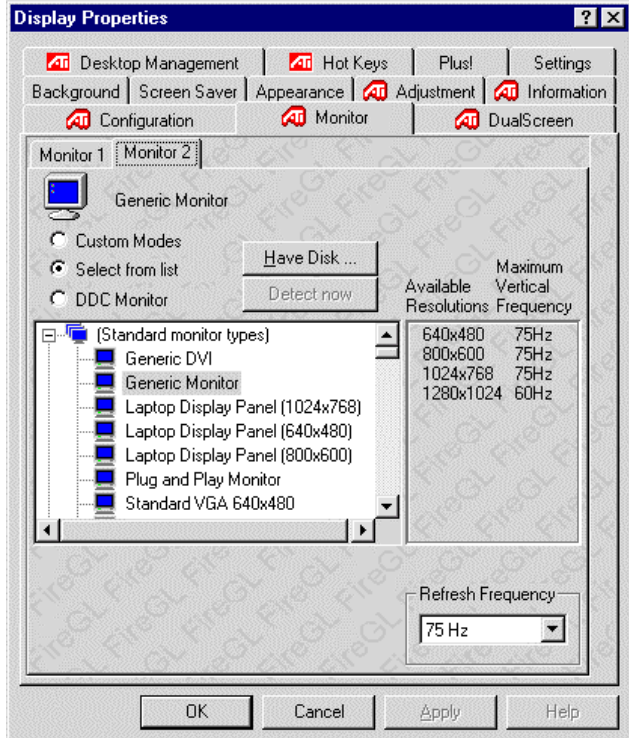 Display Properties
Desktop Management
Hot Keys
Plus!
Settings
Background
Screen Saver
Appearance
Adjustment
Information
Configuration
Monitor
DualScreen
Monitor 1
Monitor 2
Generic Monitor
Custom Modes
Select from list
DDC Monitor
Have Disk ...
Detect now
Available Resolutions
Maximum Vertical Frequency
(Standard monitor types)
Generic DVI
Generic Monitor
Laptop Display Panel (1024x768)
Laptop Display Panel (640x480)
Laptop Display Panel (800x600)
Plug and Play Monitor
Standard VGA 640x480
640x480 75Hz
800x600 75Hz
1024x768 75Hz
1280x1024 60Hz
Refresh Frequency
75 Hz
OK
Cancel
Apply
Help
FireGL